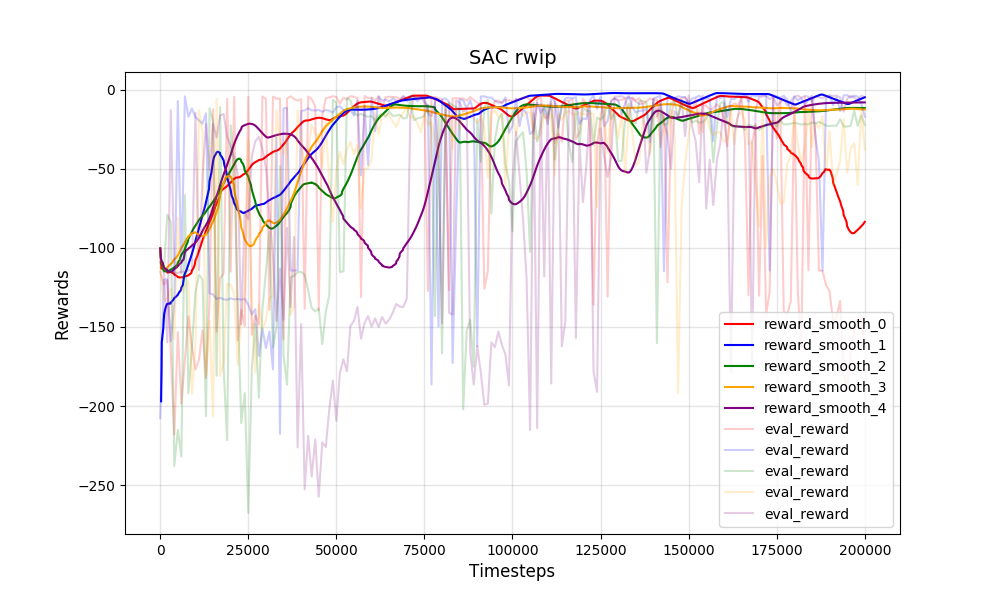 SAC rwip
Rewards
0
−50
−100
−150
−200
−250
0 25000 50000 75000 100000 125000 150000 175000 200000
Timesteps
reward_smooth_0
reward_smooth_1
reward_smooth_2
reward_smooth_3
reward_smooth_4
eval_reward
eval_reward
eval_reward
eval_reward
eval_reward